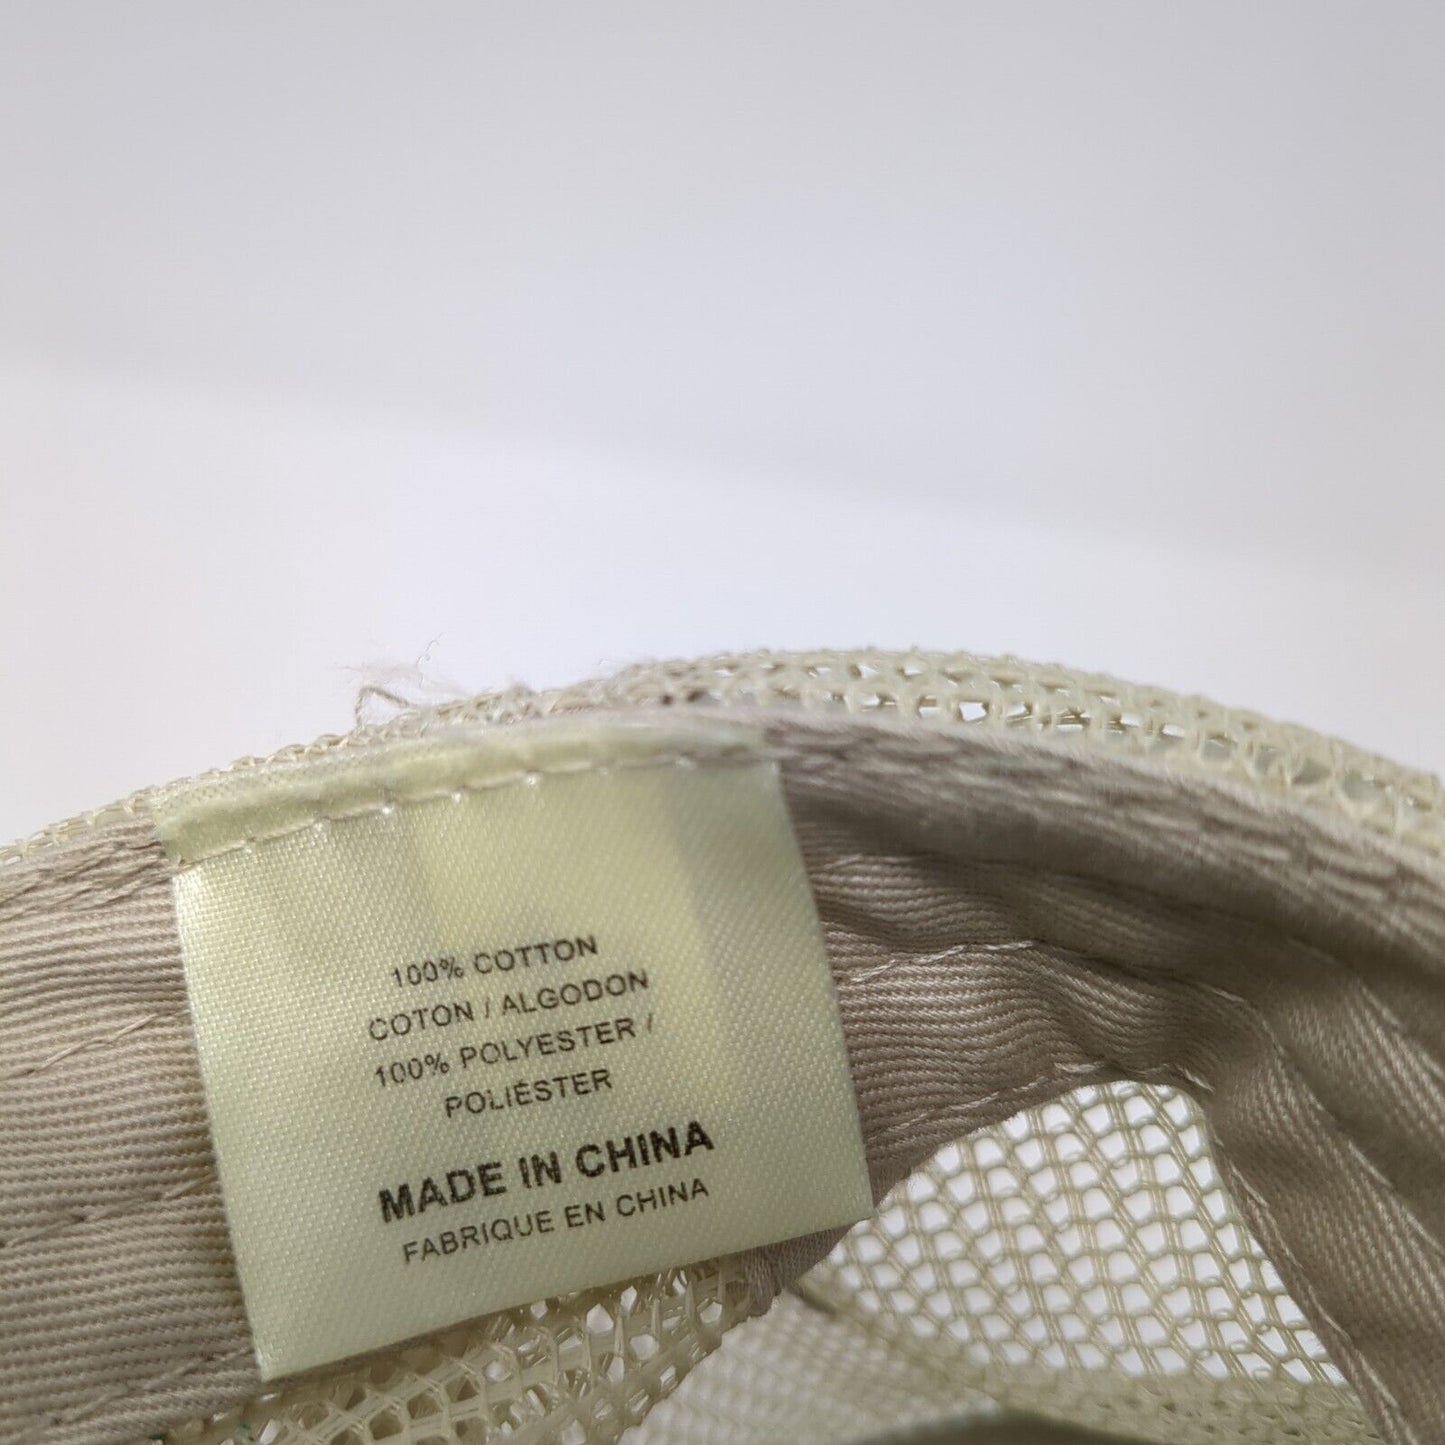 100% COTTON
COTON / ALGODON
100% POLYESTER /
POLIÉSTER
MADE IN CHINA
FABRIQUE EN CHINA